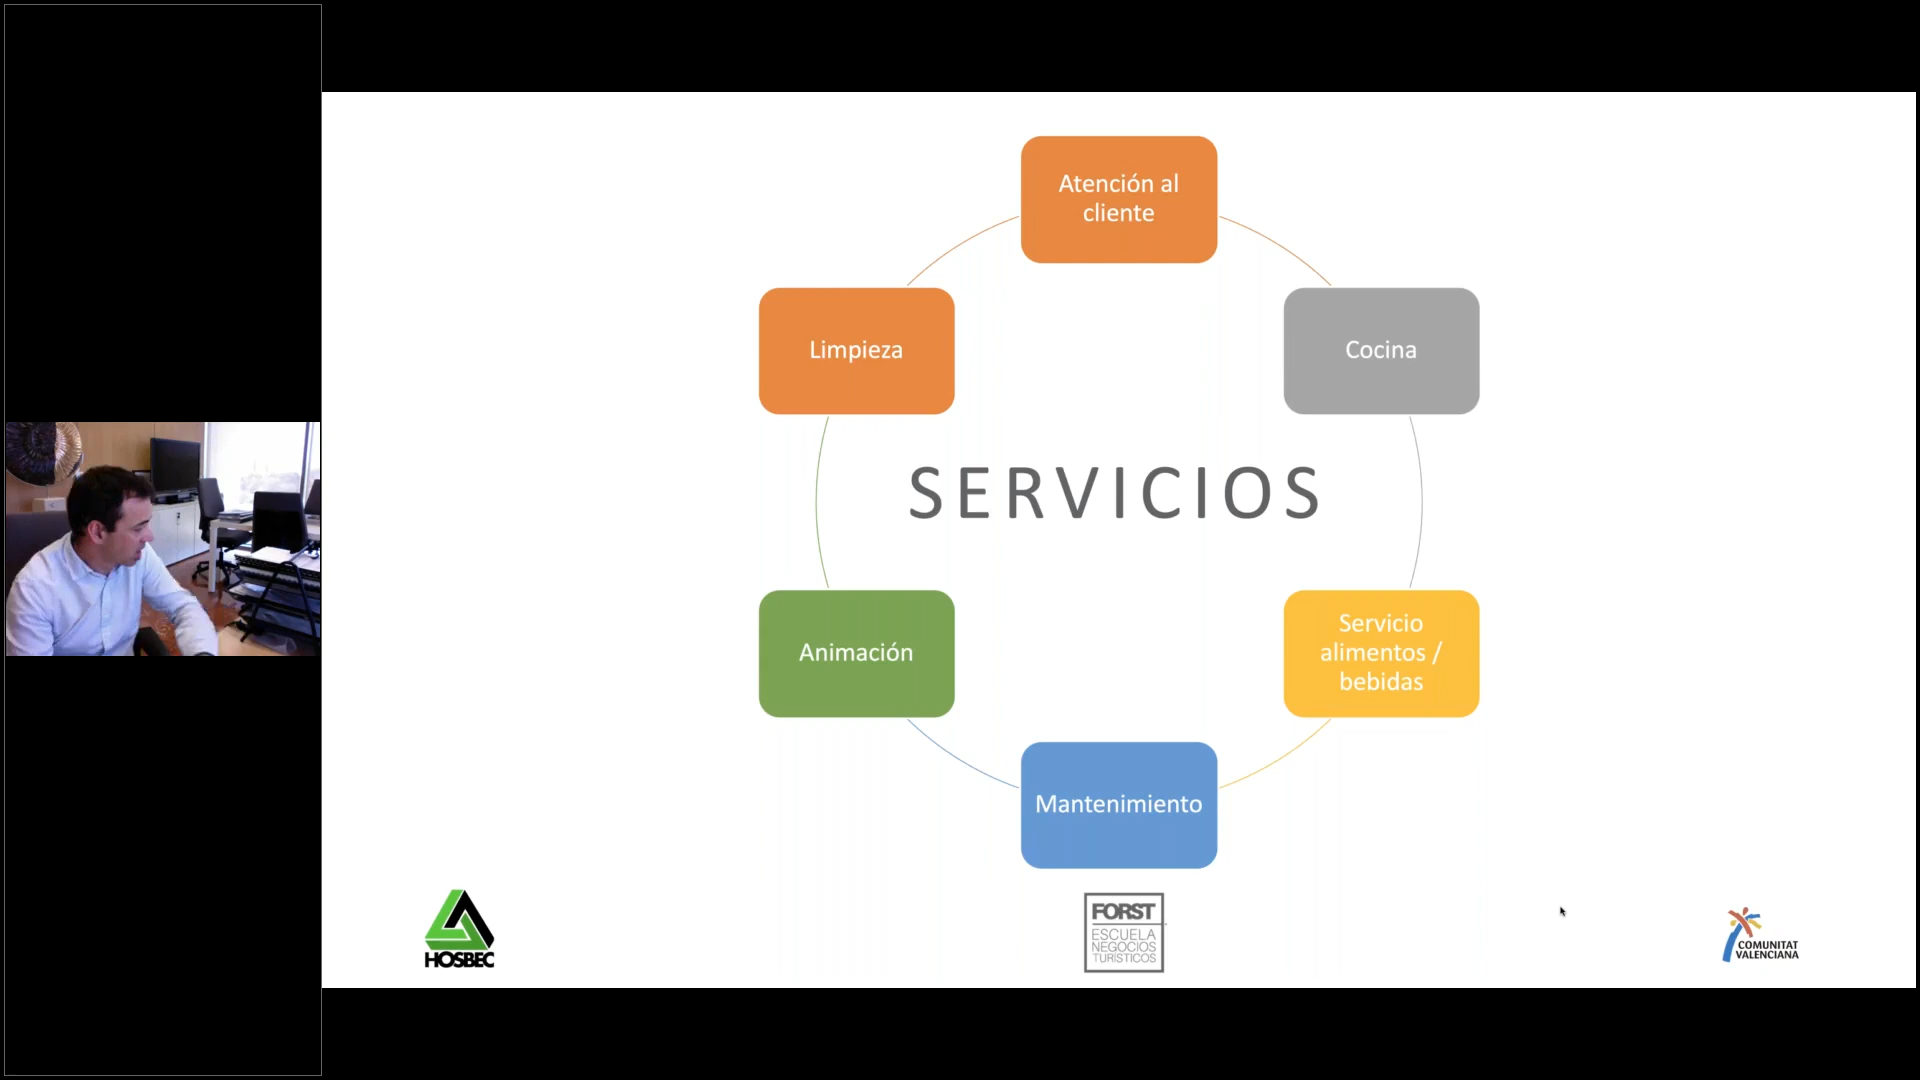 Atención al
cliente
Limpieza
Cocina
SERVICIOS
Animación
Servicio
alimentos /
bebidas
Mantenimiento
HOSBEC
FORST
ESCUELA
NEGOCIOS
TURÍSTICOS
COMUNITAT
VALENCIANA